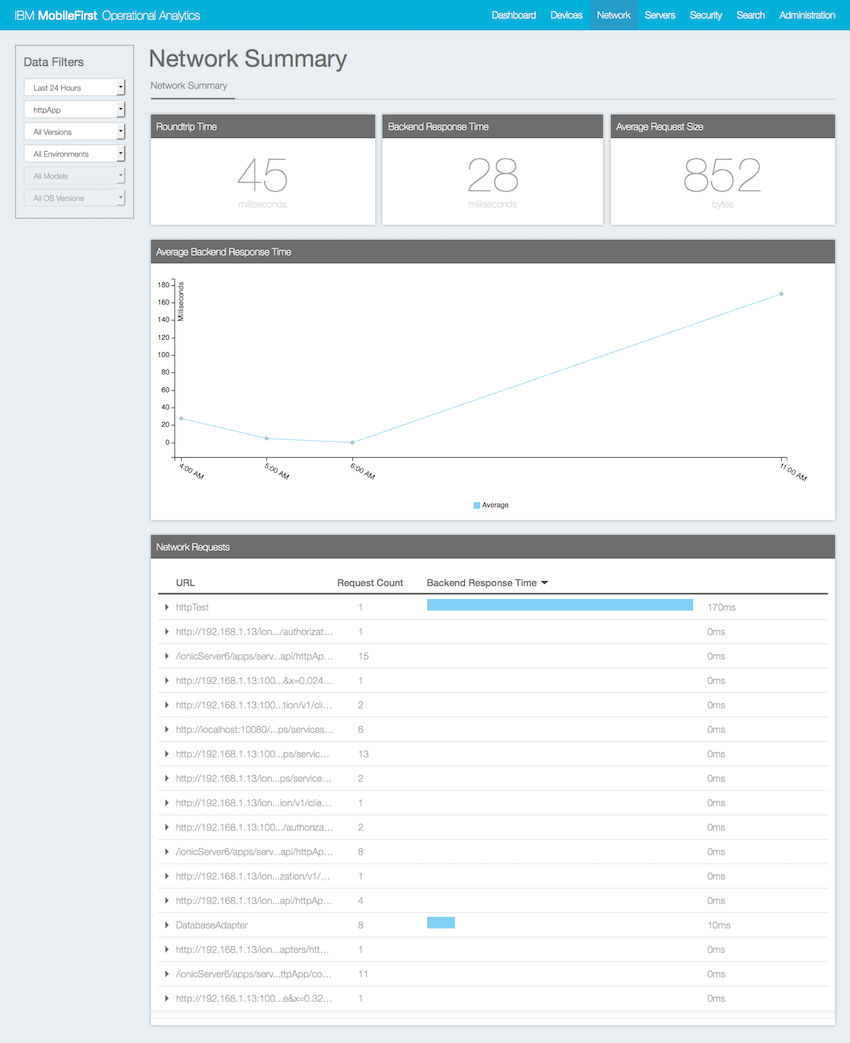 IBM MobileFirst Operational Analytics
Dashboard Devices Network Servers Security Search Administration
Data Filters
Last 24 Hours
httpApp
All Versions
All Environments
All Models
All OS Versions
Network Summary
Network Summary
Roundtrip Time
45
milliseconds
Backend Response Time
28
milliseconds
Average Request Size
852
bytes
Average Backend Response Time
Milliseconds
180
160
140
120
100
80
60
40
20
0
4:00 AM 5:00 AM 6:00 AM 11:00 AM
Average
Network Requests
URL Request Count Backend Response Time
httpTest 1 170ms
http://192.168.1.13/ion.../authorizat... 1 0ms
/ionicServer6/apps/serv...api/httpAp... 15 0ms
http://192.168.1.13:100...&x=0.024... 1 0ms
http://192.168.1.13:100...tion/v1/cli... 2 0ms
http://localhost:10080/...ps/services... 6 0ms
http://192.168.1.13:100...ps/servic... 13 0ms
http://192.168.1.13/ion...ps/service... 2 0ms
http://192.168.1.13/ion...ion/v1/clie... 1 0ms
http://192.168.1.13:100.../authoriza... 2 0ms
/ionicServer6/apps/serv...api/httpAp... 8 0ms
http://192.168.1.13/ion...zation/v1/... 1 0ms
http://192.168.1.13/ion...api/httpAp... 4 0ms
DatabaseAdapter 8 10ms
http://192.168.1.13/ion...apters/htt... 1 0ms
/ionicServer6/apps/serv...ttpApp/co... 11 0ms
http://192.168.1.13:100...e&x=0.32... 1 0ms